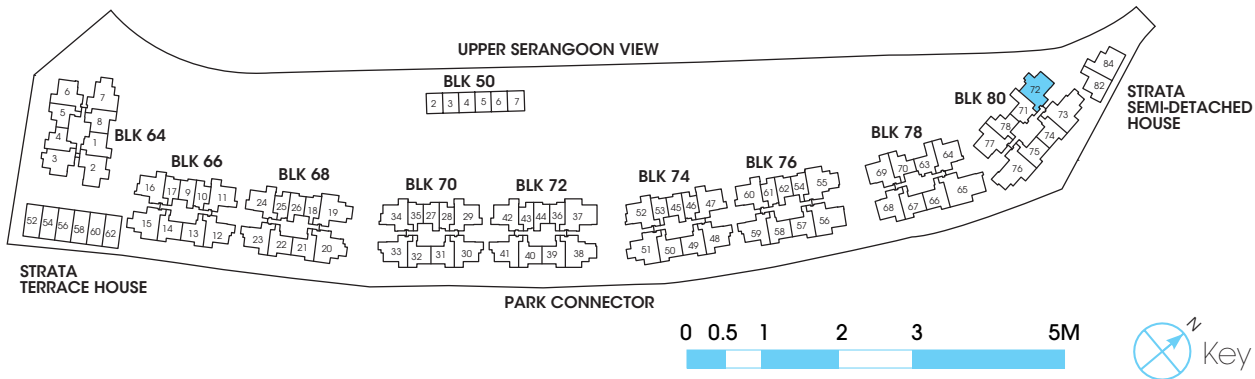 UPPER SERANGOON VIEW
BLK 50
2 3 4 5 6 7
BLK 64
6 7
5 8
4 1
3 2
BLK 66
16 17 9 10 11
15 14 13 12
BLK 68
24 25 26 18 19
23 22 21 20
BLK 70
34 35 27 28 29
33 32 31 30
BLK 72
42 43 44 36 37
41 40 39 38
BLK 74
52 53 45 46 47
51 50 49 48
BLK 76
60 61 62 54 55
59 58 57 56
BLK 78
69 70 63 64
68 67 66 65
BLK 80
72
71 73
78 74
77 75
76
84
82
STRATA
SEMI-DETACHED
HOUSE
52 54 56 58 60 62
STRATA
TERRACE HOUSE
PARK CONNECTOR
0 0.5 1 2 3 5M
N
Key